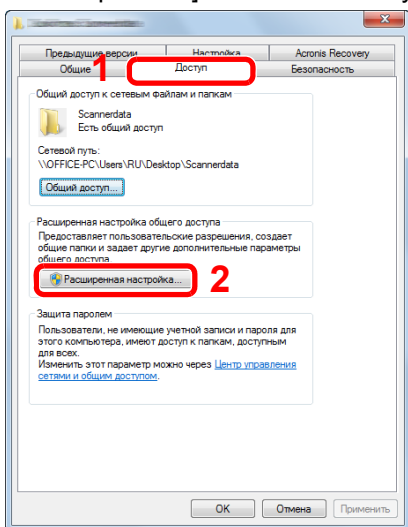 Предыдущие версии Настройка Acronis Recovery
Общие 1 Доступ Безопасность
Общий доступ к сетевым файлам и папкам
Scannerdata
Есть общий доступ
Сетевой путь:
\\OFFICE-PC\Users\RU\Desktop\Scannerdata
Общий доступ...
Расширенная настройка общего доступа
Предоставляет пользовательские разрешения, создает
общие папки и задает другие дополнительные параметры
общего доступа.
Расширенная настройка... 2
Защита паролем
Пользователи, не имеющие учетной записи и пароля для
этого компьютера, имеют доступ к папкам, доступным
для всех.
Изменить этот параметр можно через Центр управления
сетями и общим доступом.
OK Отмена Применить